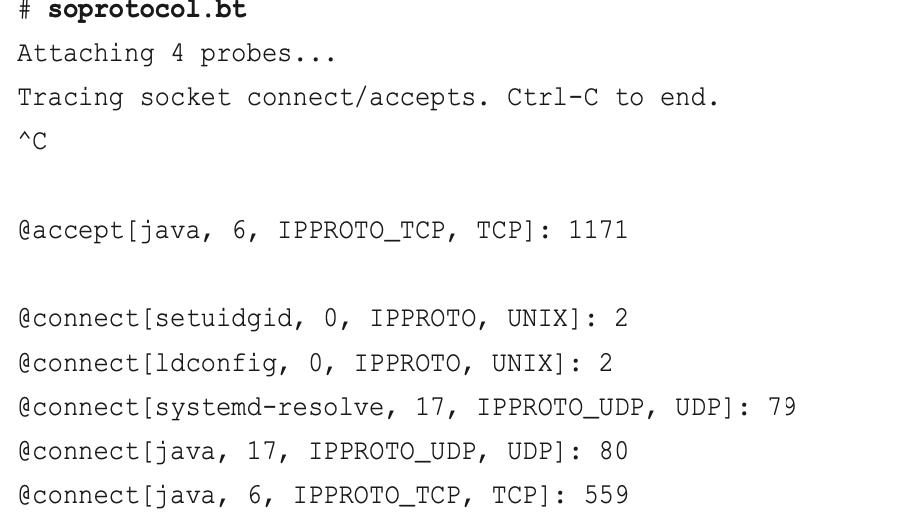 # soprotocol.bt
Attaching 4 probes...
Tracing socket connect/accepts. Ctrl-C to end.
^C
@accept[java, 6, IPPROTO_TCP, TCP]: 1171
@connect[setuidgid, 0, IPPROTO, UNIX]: 2
@connect[ldconfig, 0, IPPROTO, UNIX]: 2
@connect[systemd-resolve, 17, IPPROTO_UDP, UDP]: 79
@connect[java, 17, IPPROTO_UDP, UDP]: 80
@connect[java, 6, IPPROTO_TCP, TCP]: 559